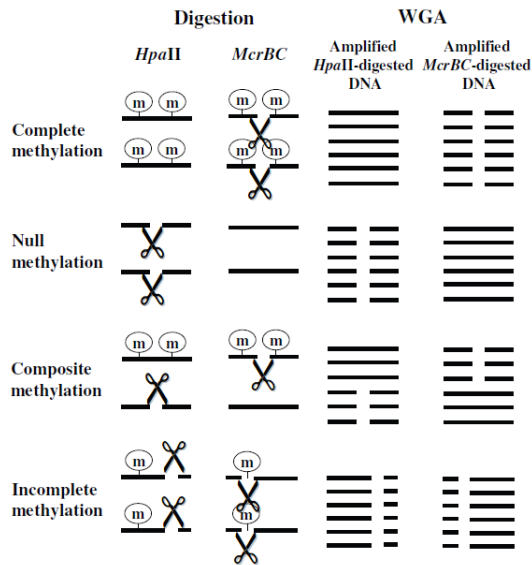 Digestion WGA
HpaII McrBC Amplified HpaII-digested DNA Amplified McrBC-digested DNA
Complete methylation
m m m m
m m m m
Null methylation
Composite methylation
m m m m
Incomplete methylation
m m
m m